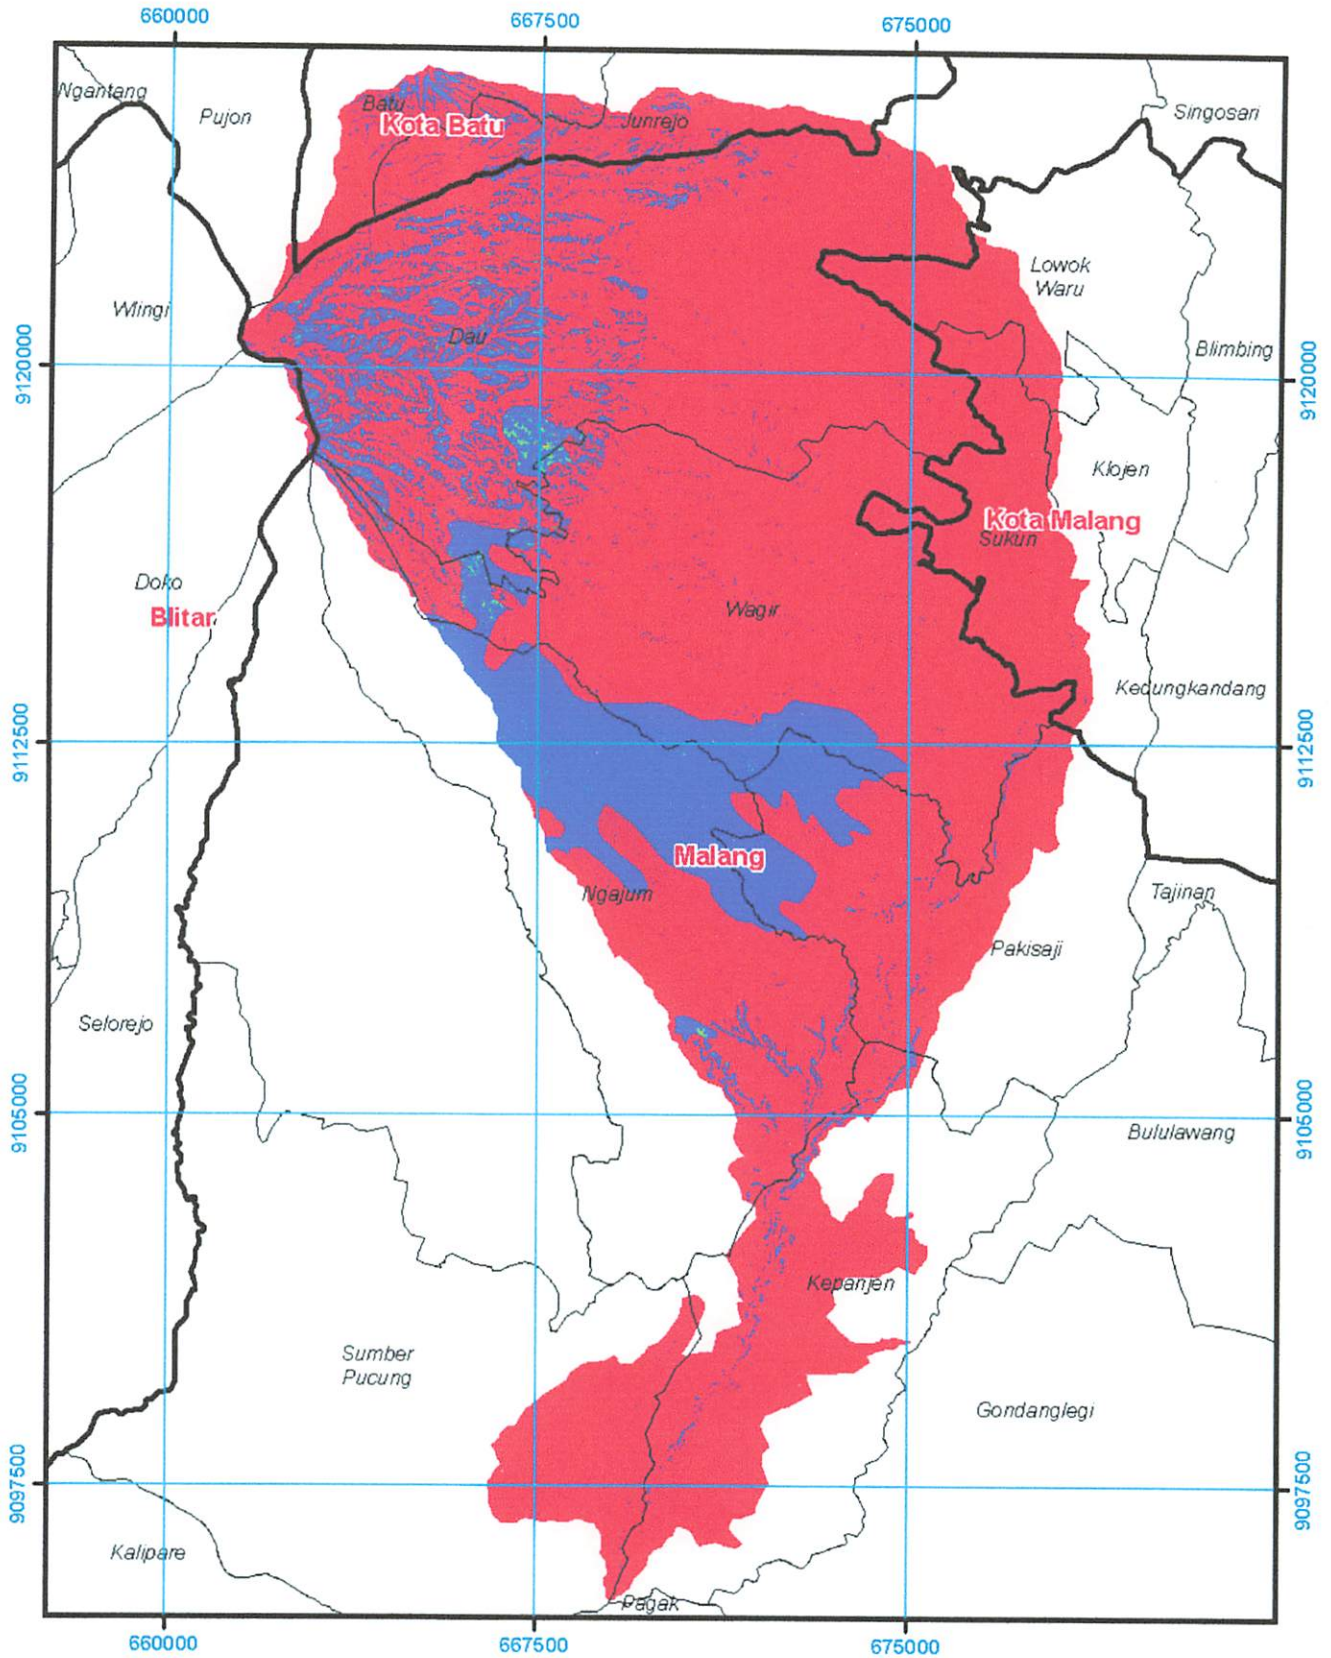 660000
667500
675000
Ngantang
Pujon
Batu
Kota Batu
Junrejo
Singosari
Lowok
Waru
Wlingi
Dau
Blimbing
9120000
9120000
Klojen
Kota Malang
Sukun
Doko
Blitar
Wagir
Kedungkandang
9112500
9112500
Malang
Ngajum
Tajinan
Pakisaji
Selorejo
9105000
9105000
Bululawang
Kepanjen
Sumber
Pucung
Gondanglegi
9097500
9097500
Kalipare
Pagak
660000
667500
675000